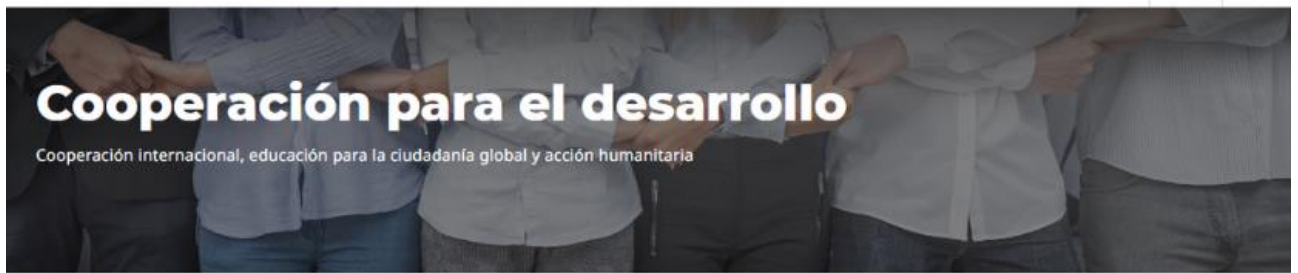 Cooperación para el desarrollo
Cooperación internacional, educación para la ciudadanía global y acción humanitaria